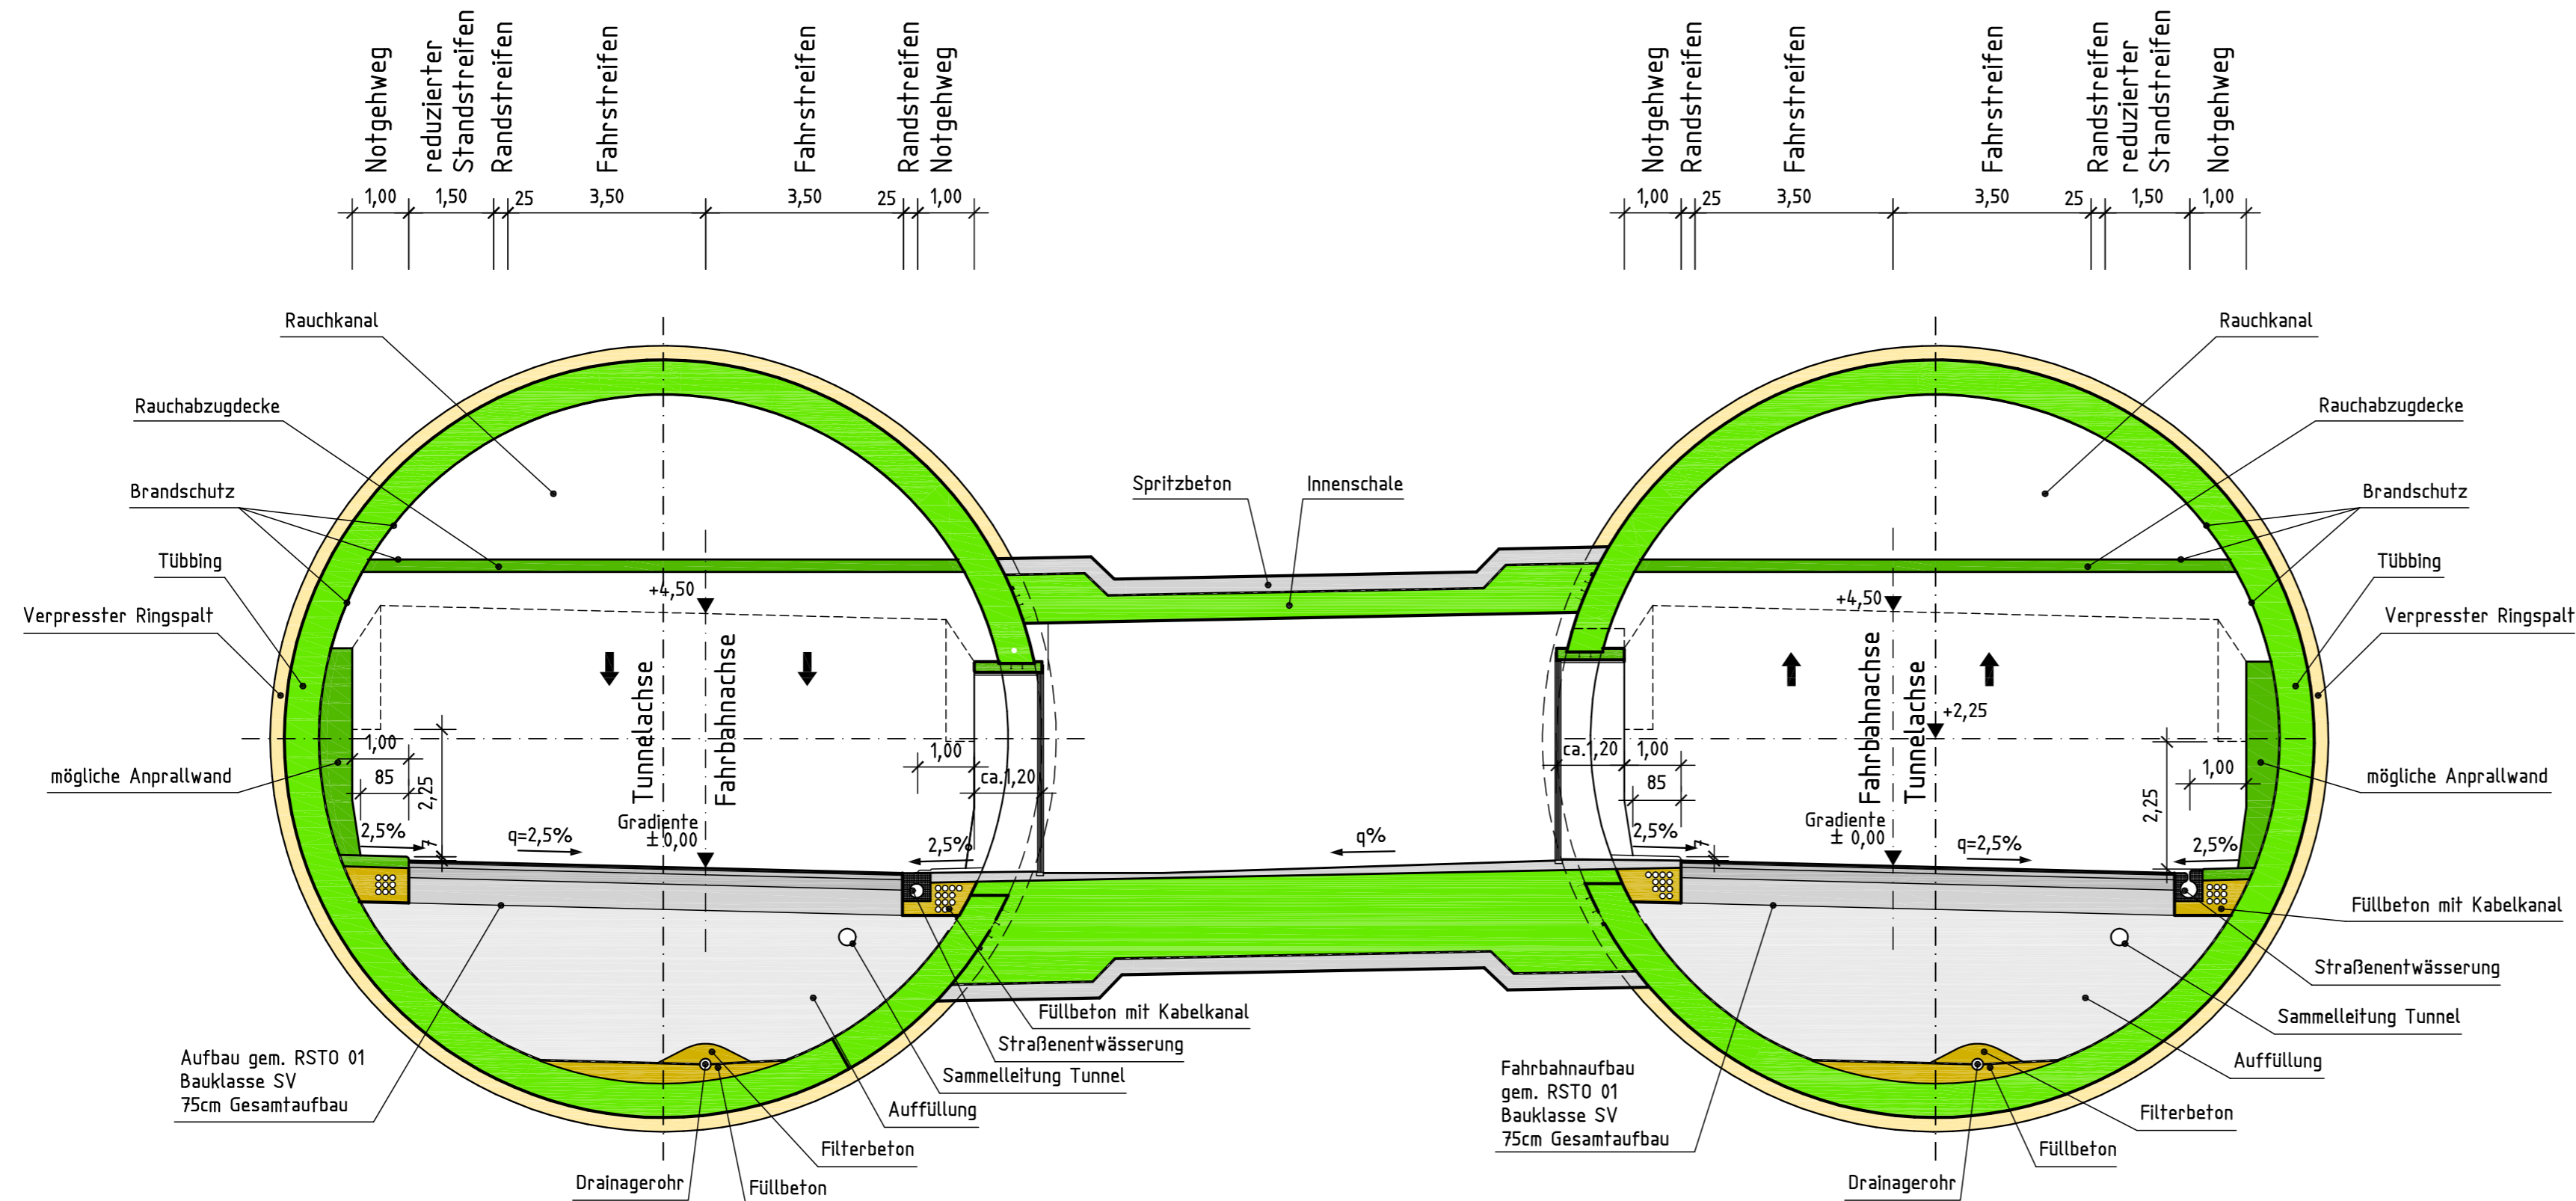 Notgehweg
reduzierter
Standstreifen
Randstreifen
Fahrstreifen
Fahrstreifen
Randstreifen
Notgehweg
1,00
1,50
25
3,50
3,50
25
1,00
Notgehweg
Randstreifen
Fahrstreifen
Fahrstreifen
Randstreifen
reduzierter
Standstreifen
Notgehweg
1,00
25
3,50
3,50
25
1,50
1,00
Rauchkanal
Rauchabzugdecke
Brandschutz
Tübbing
Verpresster Ringspalt
mögliche Anprallwand
+4,50
Tunnelachse
Fahrbahnachse
1,00
85
2,25
2,5%
7
q=2,5%
Gradiente
± 0,00
1,00
ca.1,20
2,5%
Aufbau gem. RSTO 01
Bauklasse SV
75cm Gesamtaufbau
Drainagerohr
Füllbeton
Filterbeton
Auffüllung
Sammelleitung Tunnel
Straßenentwässerung
Füllbeton mit Kabelkanal
Spritzbeton
Innenschale
q%
Rauchkanal
Rauchabzugdecke
Brandschutz
Tübbing
Verpresster Ringspalt
mögliche Anprallwand
+4,50
Fahrbahnachse
Tunnelachse
+2,25
ca.1,20
1,00
85
2,5%
7
Gradiente
± 0,00
q=2,5%
2,25
1,00
2,5%
Füllbeton mit Kabelkanal
Straßenentwässerung
Sammelleitung Tunnel
Auffüllung
Filterbeton
Füllbeton
Drainagerohr
Fahrbahnaufbau
gem. RSTO 01
Bauklasse SV
75cm Gesamtaufbau